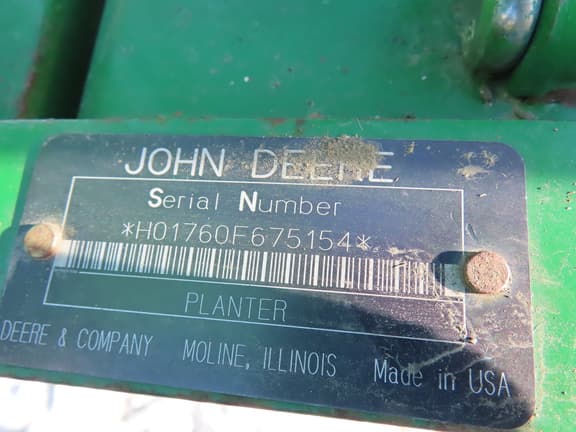 JOHN DEERE
Serial Number
*H01760F675154*
PLANTER
DEERE & COMPANY MOLINE, ILLINOIS Made in USA